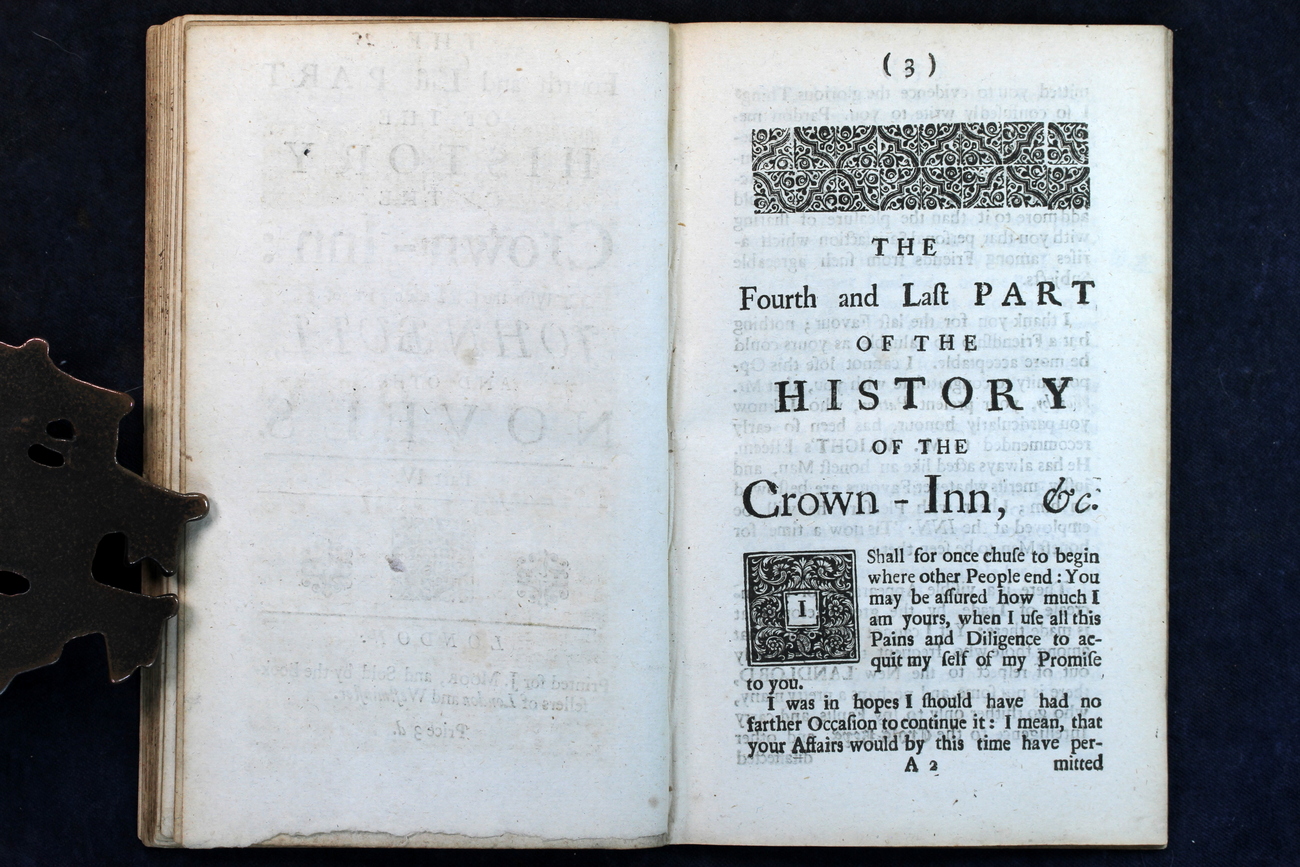 ( 3 )
THE
Fourth and Laſt PART
OF THE
HISTORY
OF THE
Crown - Inn, &c.
I Shall for once chuſe to begin
where other People end : You
may be aſſured how much I
am yours, when I uſe all this
Pains and Diligence to ac-
quit my ſelf of my Promiſe
to you.
I was in hopes I ſhould have had no
farther Occaſion to continue it : I mean, that
your Affairs would by this time have per-
A 2 mitted